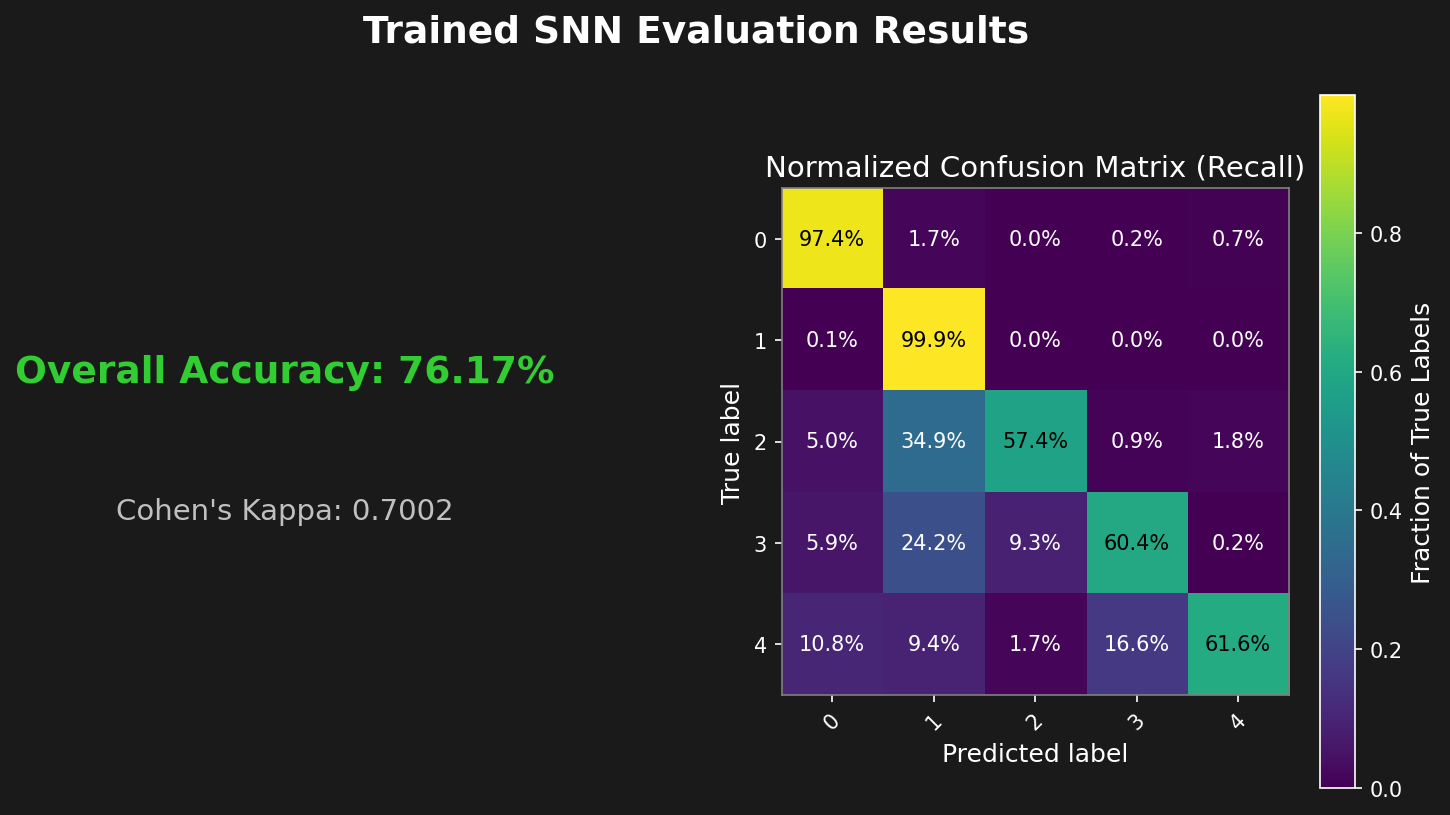 Trained SNN Evaluation Results
Overall Accuracy: 76.17%
Cohen's Kappa: 0.7002
Normalized Confusion Matrix (Recall)
True label
0 97.4% 1.7% 0.0% 0.2% 0.7%
1 0.1% 99.9% 0.0% 0.0% 0.0%
2 5.0% 34.9% 57.4% 0.9% 1.8%
3 5.9% 24.2% 9.3% 60.4% 0.2%
4 10.8% 9.4% 1.7% 16.6% 61.6%
0 1 2 3 4
Predicted label
0.8
0.6
0.4
0.2
0.0
Fraction of True Labels